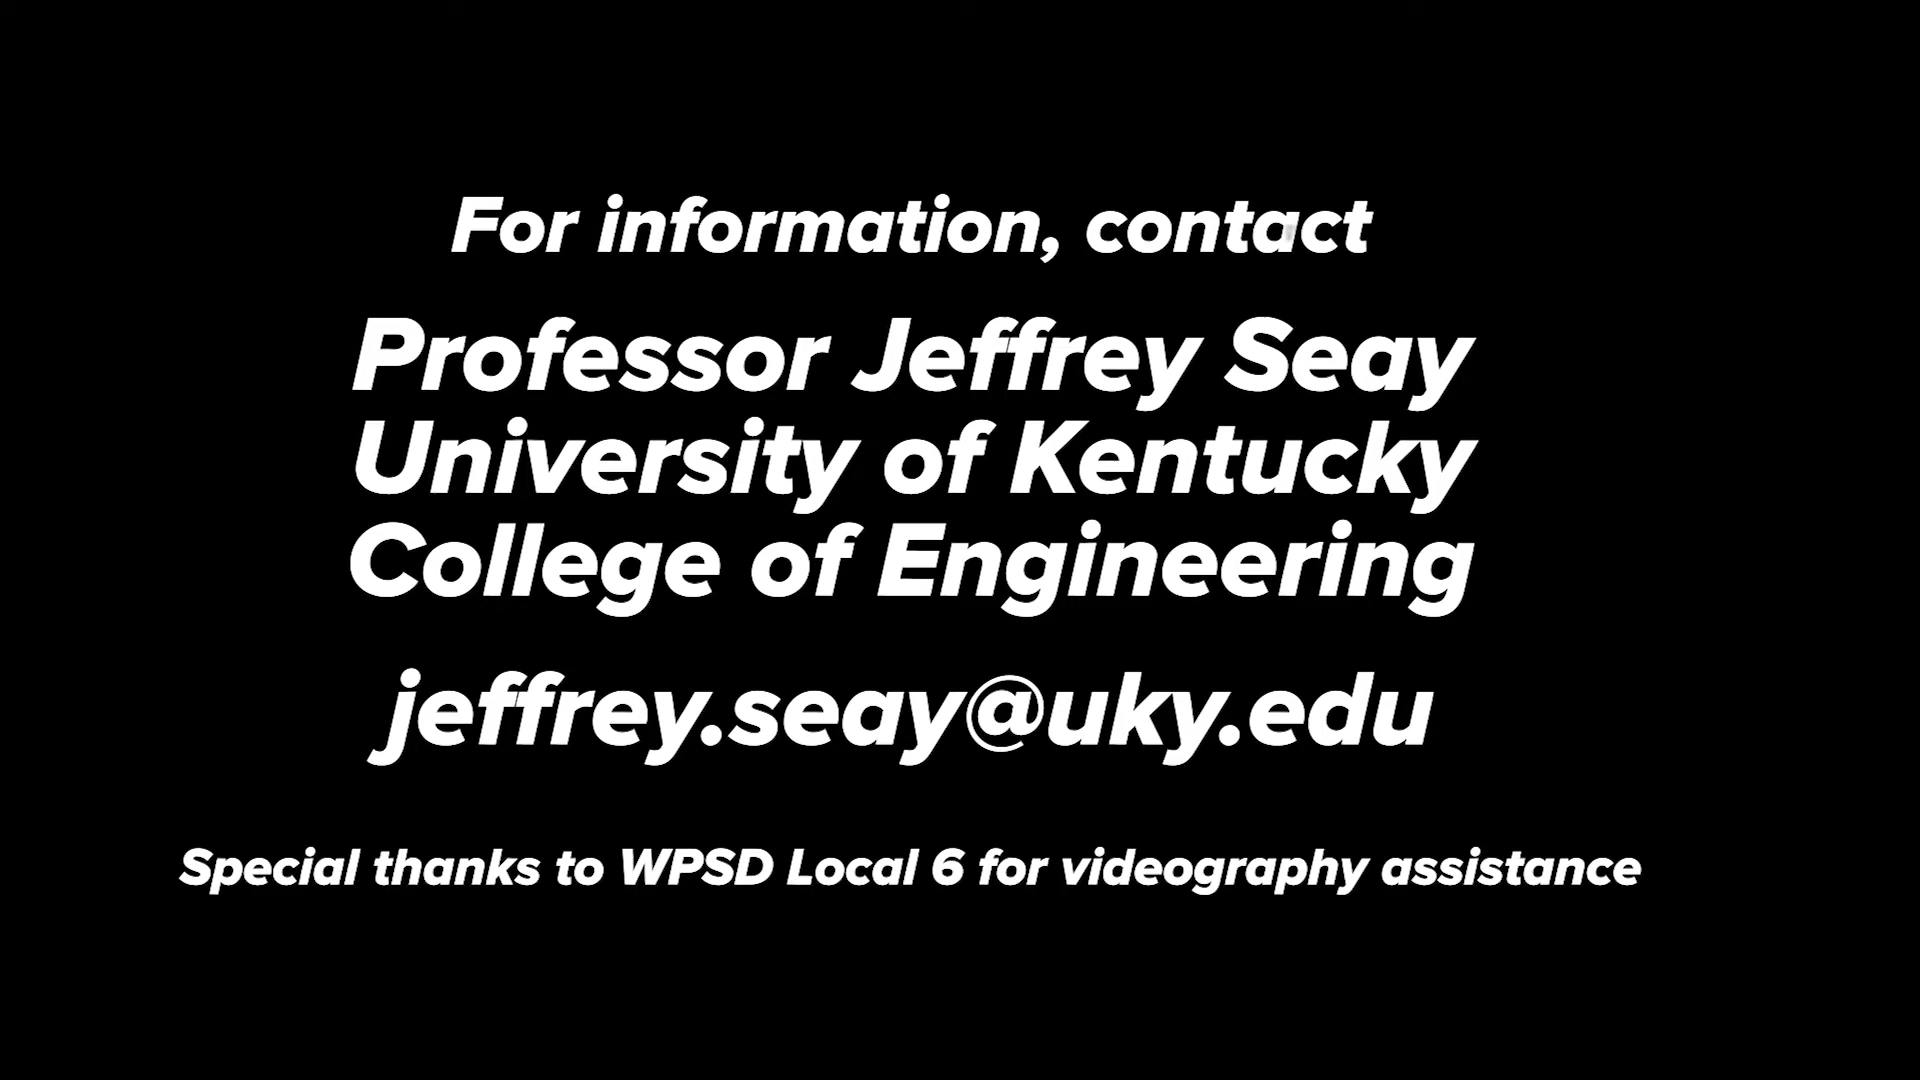 For information, contact
Professor Jeffrey Seay
University of Kentucky
College of Engineering
jeffrey.seay@uky.edu
Special thanks to WPSD Local 6 for videography assistance